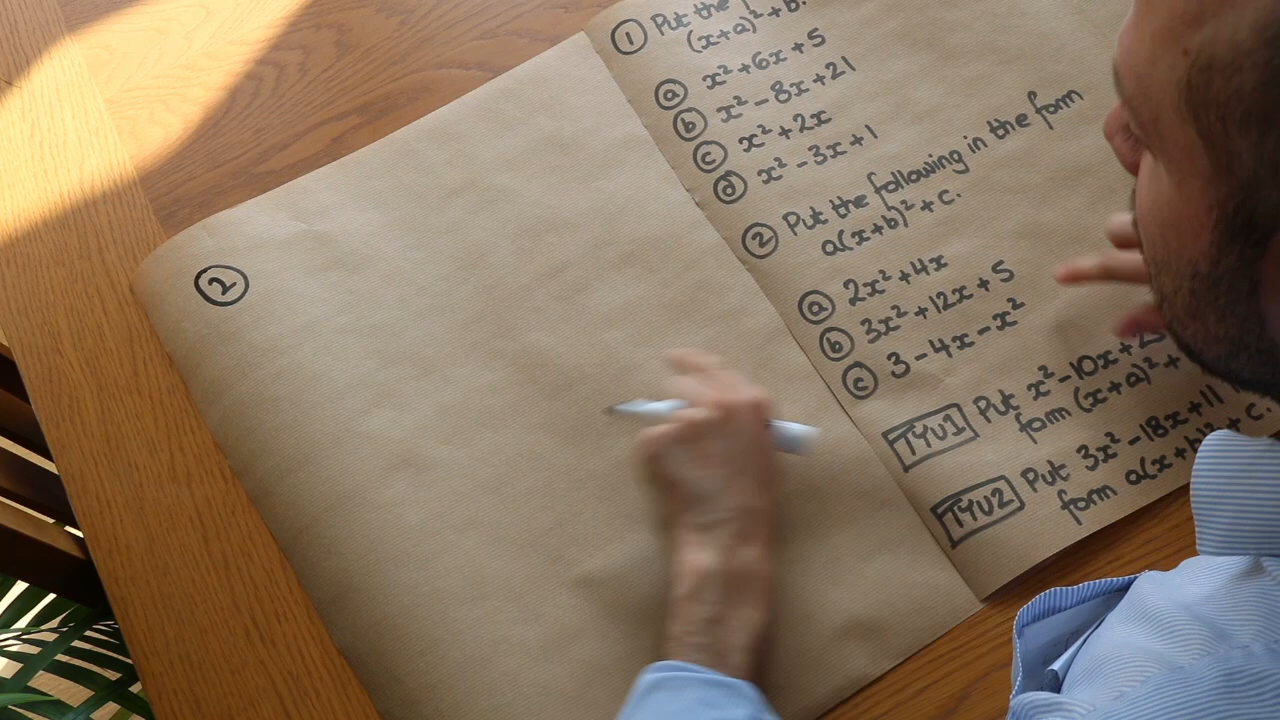 ②
① Put the
(x+a)² + b.
ⓐ x² + 6x + 5
ⓑ x² - 8x + 21
ⓒ x² + 2x
ⓓ x² - 3x + 1
② Put the following in the form
a(x+b)² + c.
ⓐ 2x² + 4x
ⓑ 3x² + 12x + 5
ⓒ 3 - 4x - x²
TYU1 Put x² - 10x +
form (x+a)² +
TYU2 Put 3x² - 18x + 11
form a(x+b)² + c.